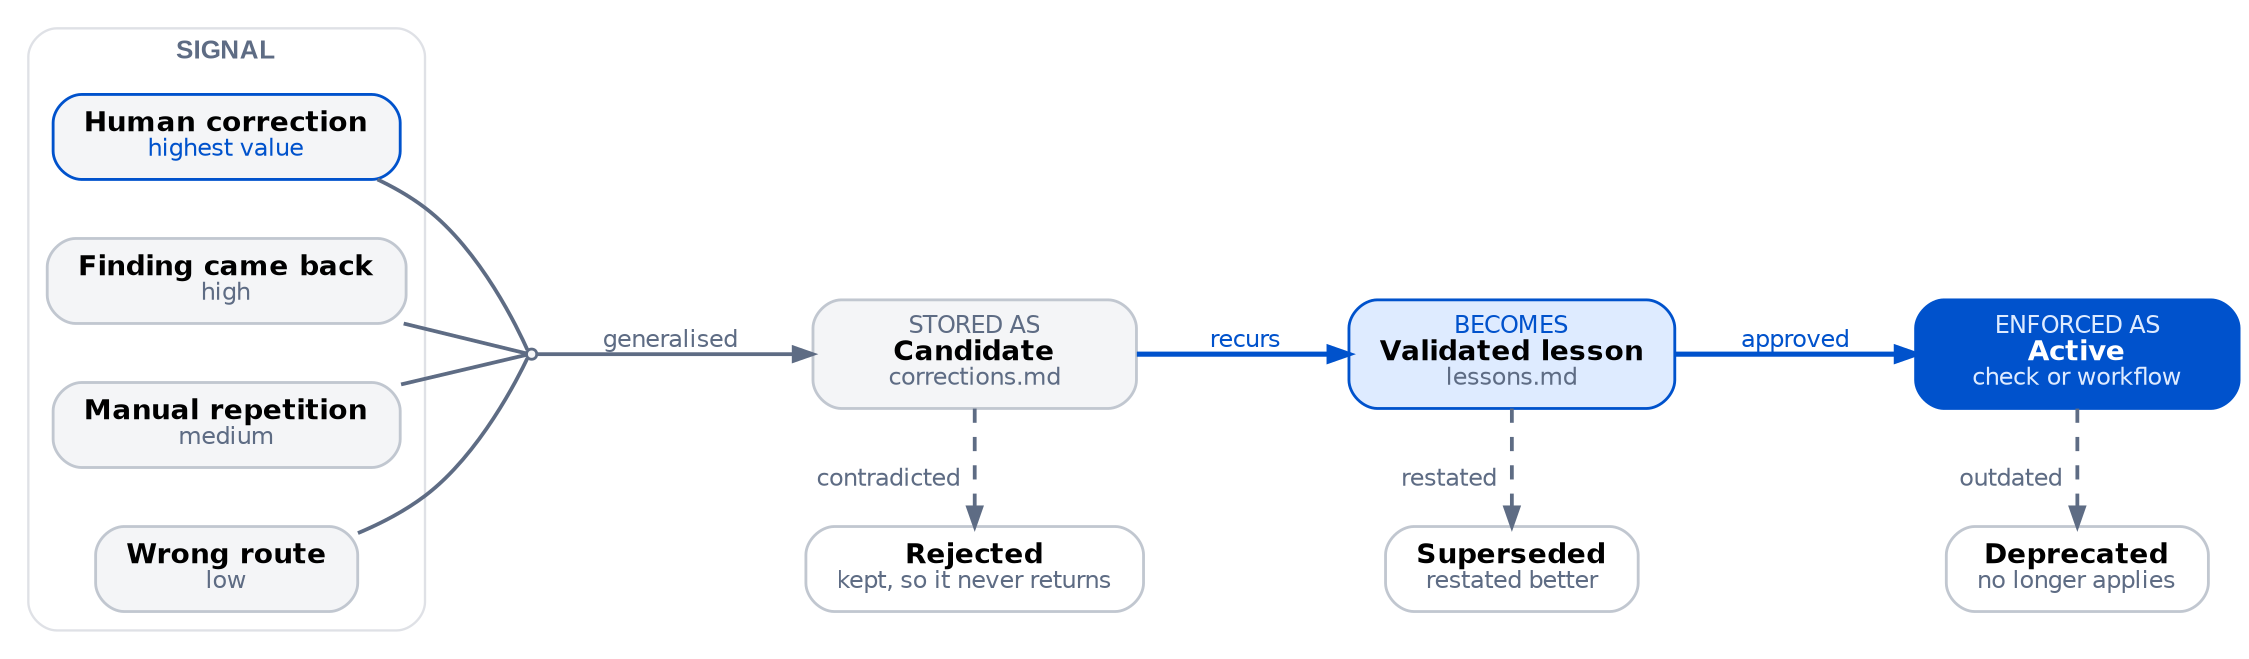 SIGNAL
Human correction
highest value
Finding came back
high
Manual repetition
medium
Wrong route
low
generalised
STORED AS
Candidate
corrections.md
recurs
BECOMES
Validated lesson
lessons.md
approved
ENFORCED AS
Active
check or workflow
contradicted
Rejected
kept, so it never returns
restated
Superseded
restated better
outdated
Deprecated
no longer applies